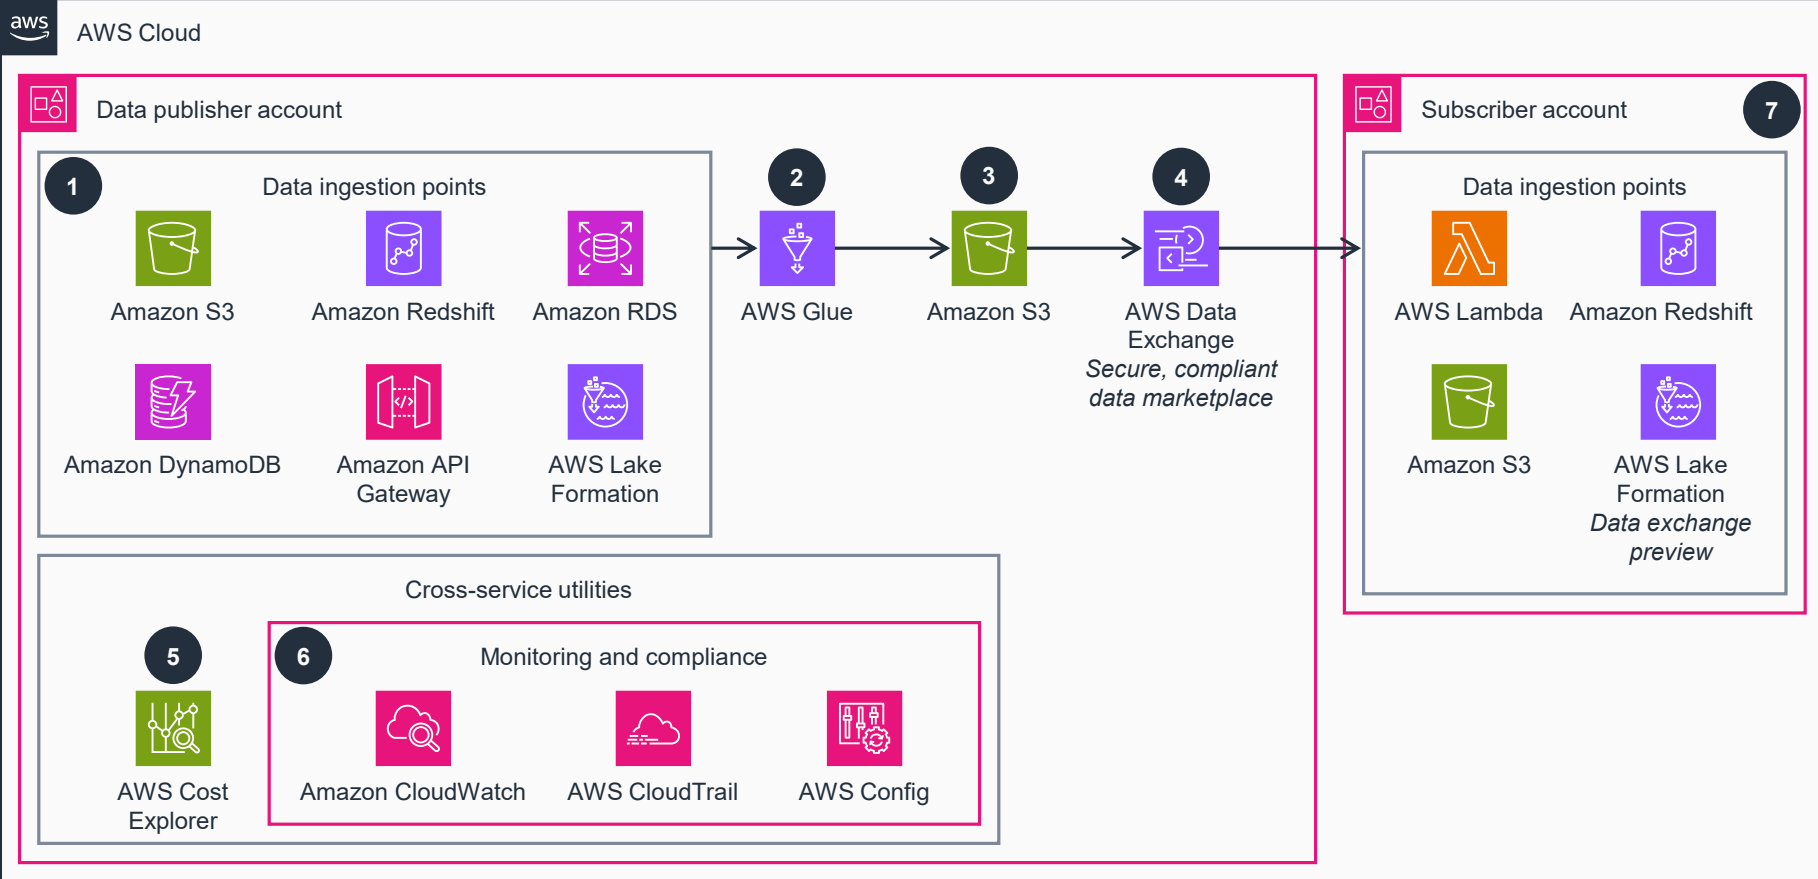 aws
AWS Cloud
Data publisher account
1
Data ingestion points
Amazon S3
Amazon Redshift
Amazon RDS
Amazon DynamoDB
Amazon API
Gateway
AWS Lake
Formation
2
AWS Glue
3
Amazon S3
4
AWS Data
Exchange
Secure, compliant
data marketplace
Cross-service utilities
5
AWS Cost
Explorer
6
Monitoring and compliance
Amazon CloudWatch
AWS CloudTrail
AWS Config
Subscriber account
7
Data ingestion points
AWS Lambda
Amazon Redshift
Amazon S3
AWS Lake
Formation
Data exchange
preview